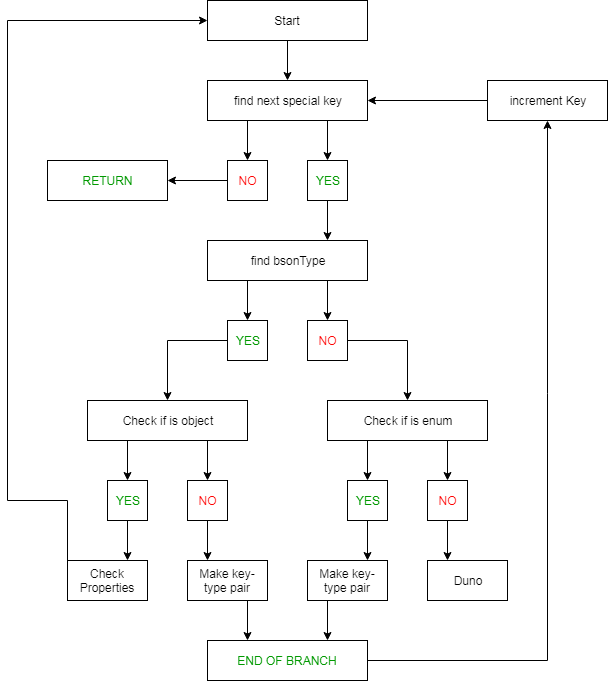 Start
find next special key
increment Key
RETURN
NO
YES
find bsonType
YES
NO
Check if is object
Check if is enum
YES
NO
YES
NO
Check
Properties
Make key-
type pair
Make key-
type pair
Duno
END OF BRANCH